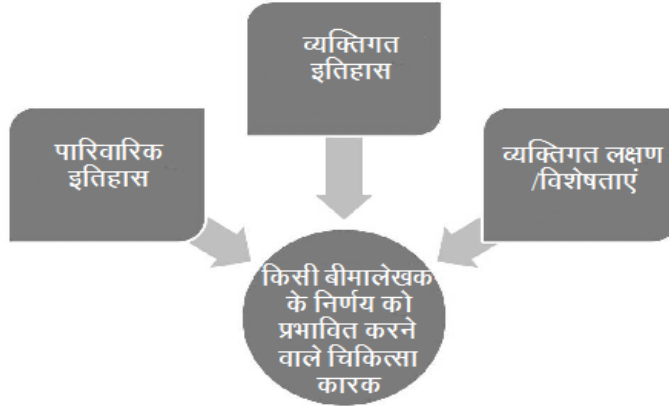 व्यक्तिगत
इतिहास
पारिवारिक
इतिहास
व्यक्तिगत लक्षण
/विशेषताएं
किसी बीमालेखक
के निर्णय को
प्रभावित करने
वाले चिकित्सा
कारक